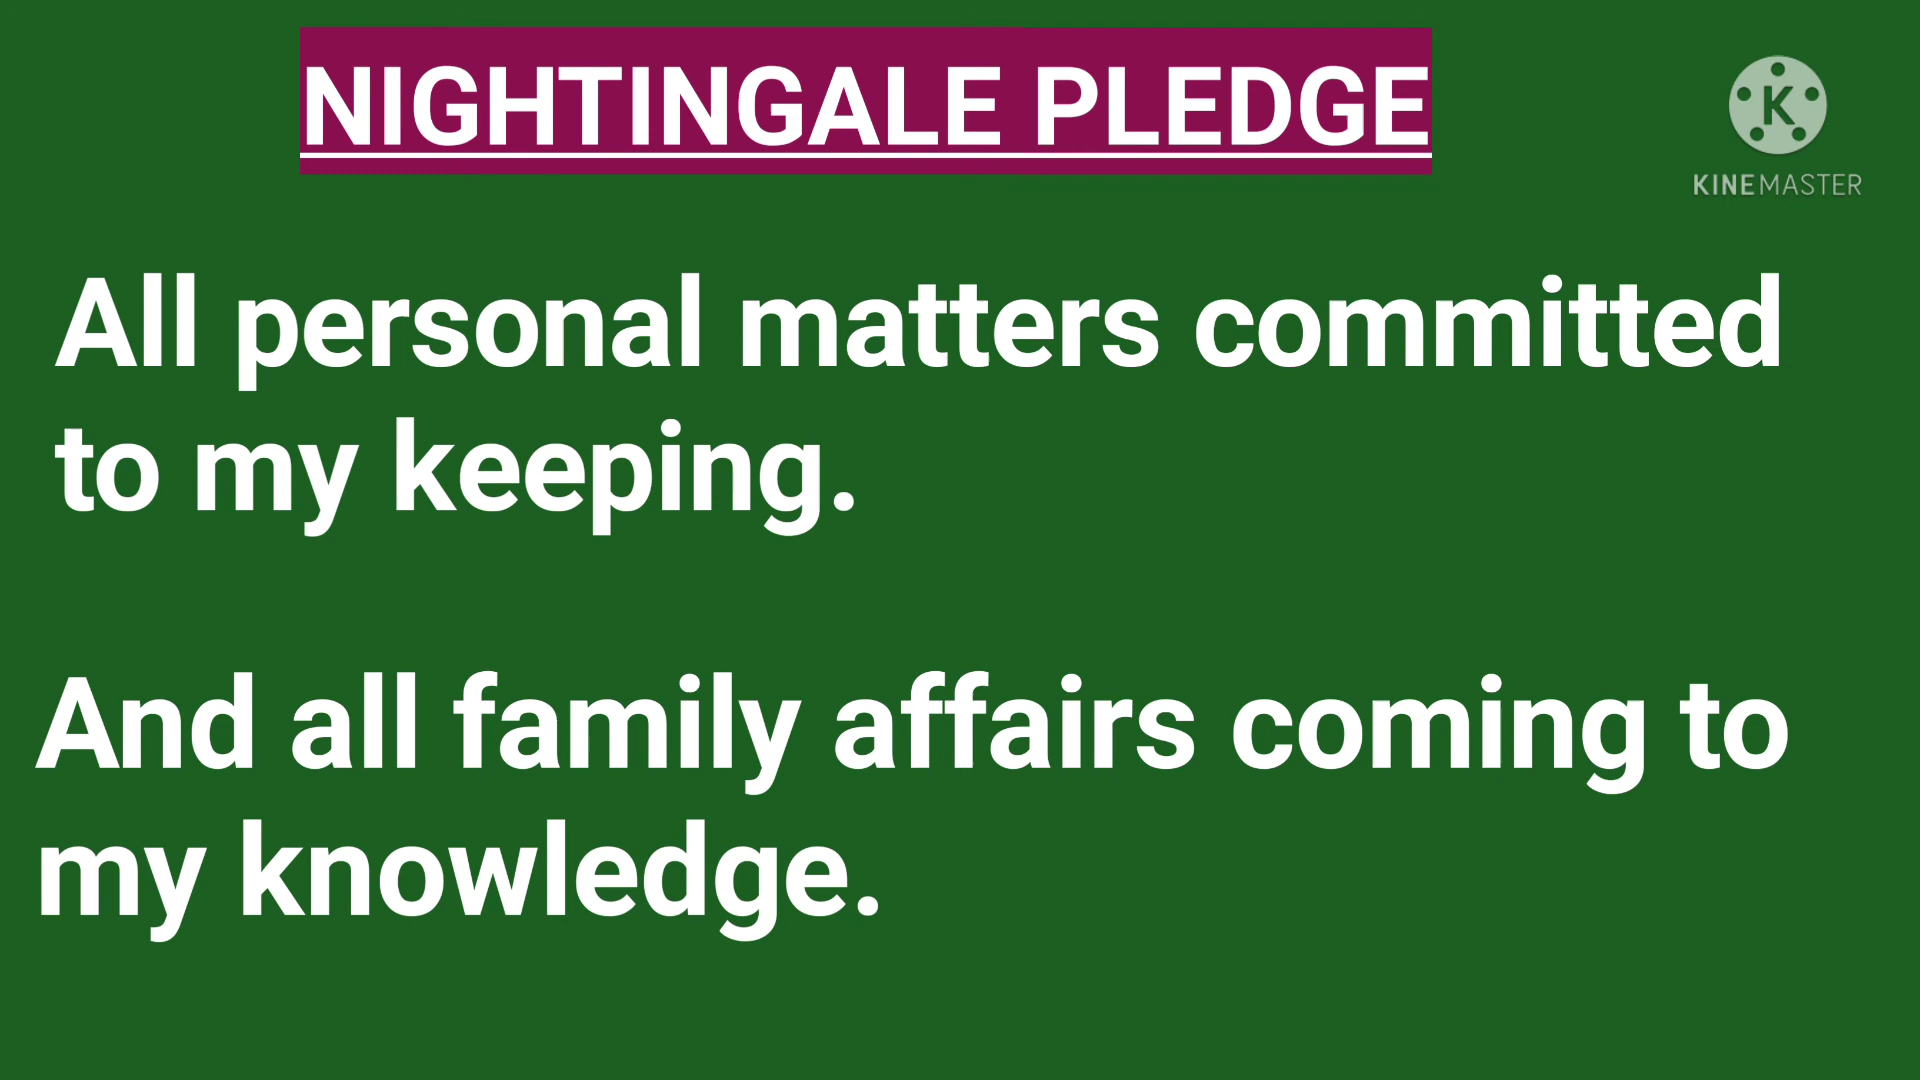 NIGHTINGALE PLEDGE
K
KINEMASTER
All personal matters committed
to my keeping.
And all family affairs coming to
my knowledge.